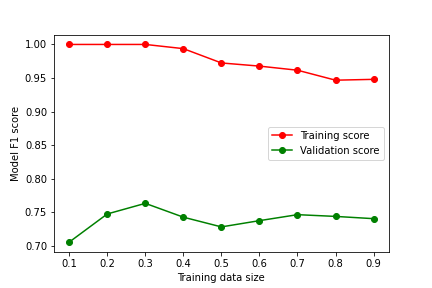 1.00
0.95
0.90
0.85
0.80
0.75
0.70
Model F1 score
Training score
Validation score
0.1 0.2 0.3 0.4 0.5 0.6 0.7 0.8 0.9
Training data size